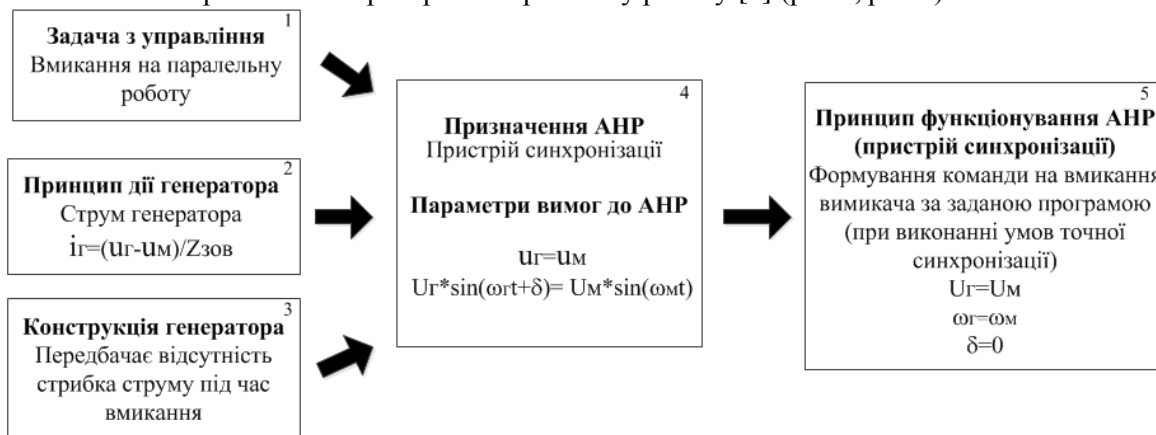 1
Задача з управління
Вмикання на паралельну
роботу
2
Принцип дії генератора
Струм генератора
iг=(uг-uм)/Zзов
3
Конструкція генератора
Передбачає відсутність
стрибка струму під час
вмикання
4
Призначення АНР
Пристрій синхронізації
Параметри вимог до АНР
uг=uм
Uг*sin(ωгt+δ)= Uм*sin(ωмt)
5
Принцип функціонування АНР
(пристрій синхронізації)
Формування команди на вмикання
вимикача за заданою програмою
(при виконанні умов точної
синхронізації)
Uг=Uм
ωг=ωм
δ=0